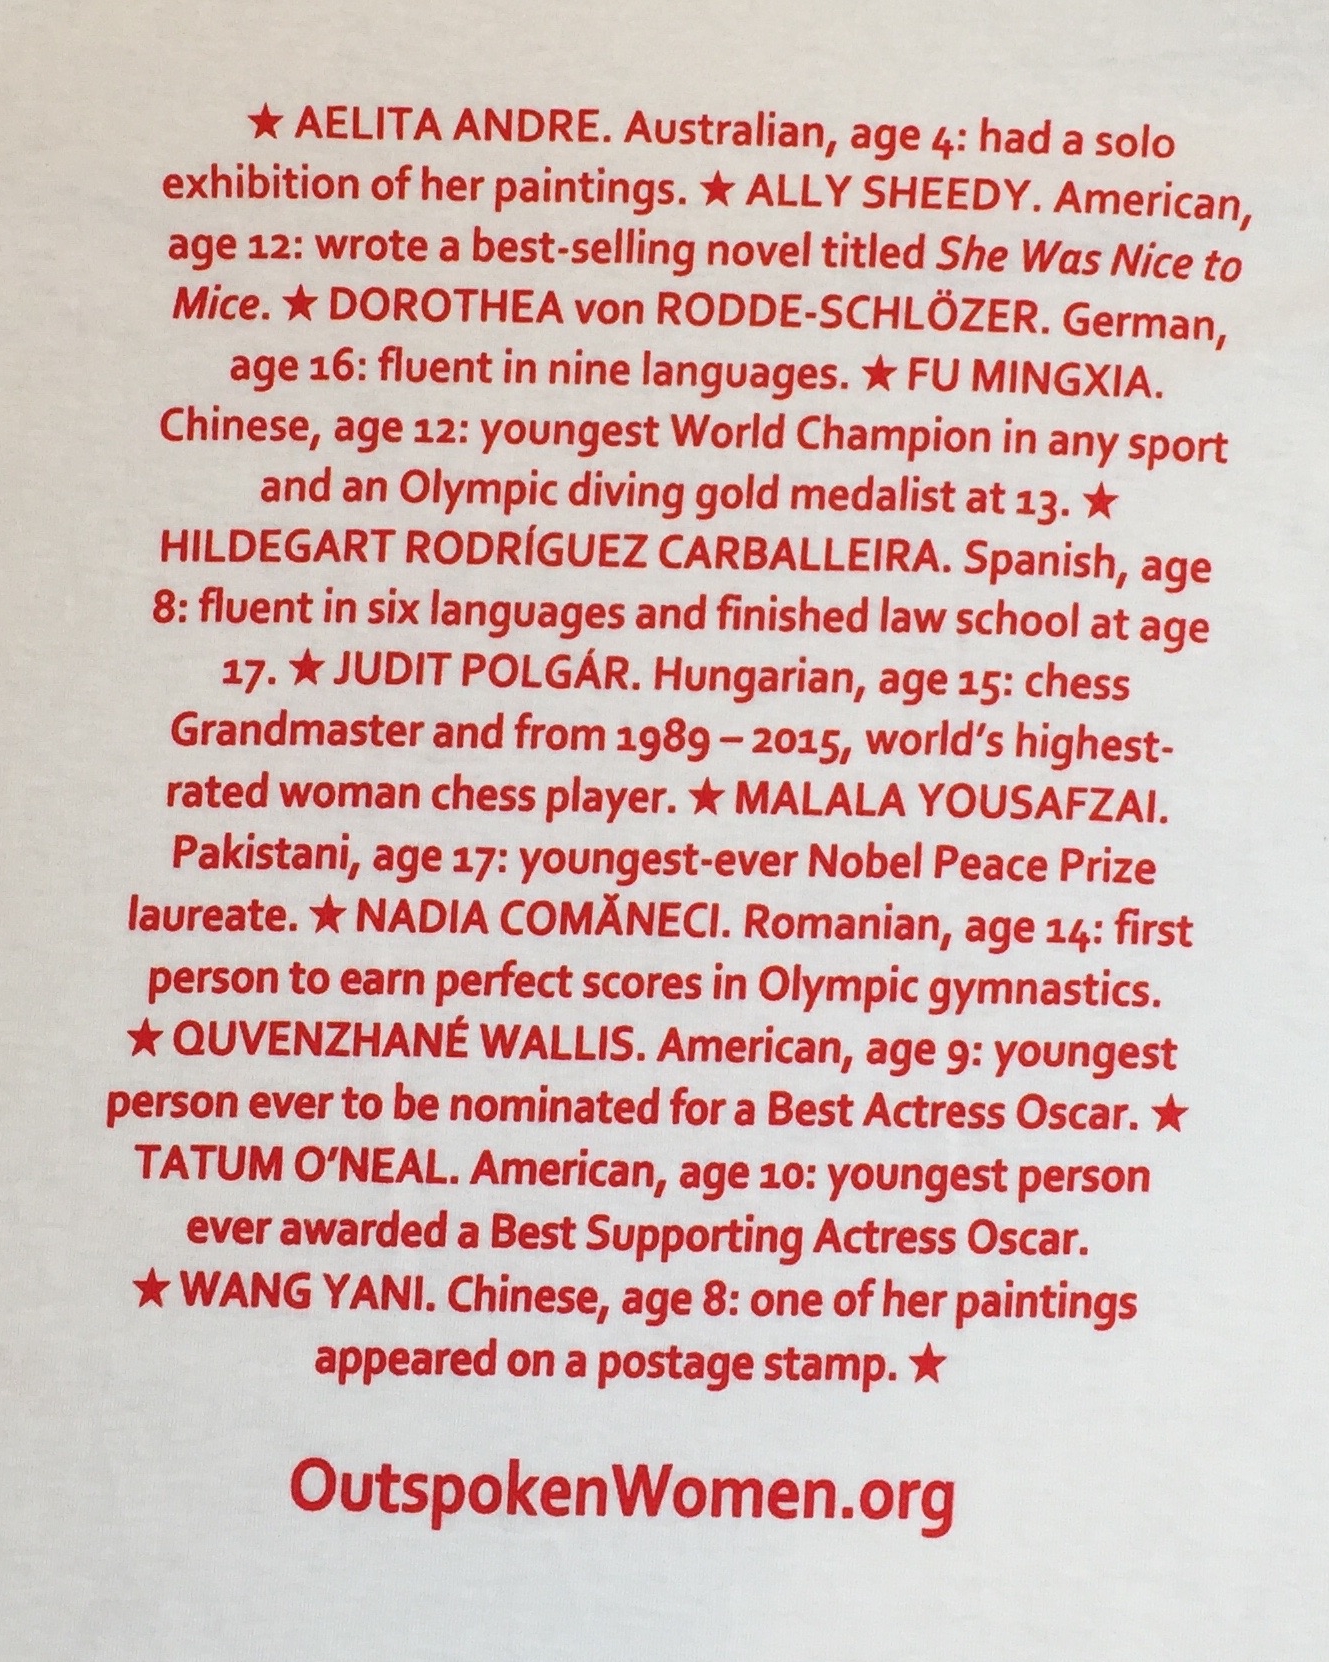 ★ AELITA ANDRE. Australian, age 4: had a solo
exhibition of her paintings. ★ ALLY SHEEDY. American,
age 12: wrote a best-selling novel titled She Was Nice to
Mice. ★ DOROTHEA von RODDE-SCHLÖZER. German,
age 16: fluent in nine languages. ★ FU MINGXIA.
Chinese, age 12: youngest World Champion in any sport
and an Olympic diving gold medalist at 13. ★
HILDEGART RODRÍGUEZ CARBALLEIRA. Spanish, age
8: fluent in six languages and finished law school at age
17. ★ JUDIT POLGÁR. Hungarian, age 15: chess
Grandmaster and from 1989 – 2015, world's highest-
rated woman chess player. ★ MALALA YOUSAFZAI.
Pakistani, age 17: youngest-ever Nobel Peace Prize
laureate. ★ NADIA COMĂNECI. Romanian, age 14: first
person to earn perfect scores in Olympic gymnastics.
★ QUVENZHANÉ WALLIS. American, age 9: youngest
person ever to be nominated for a Best Actress Oscar. ★
TATUM O'NEAL. American, age 10: youngest person
ever awarded a Best Supporting Actress Oscar.
★ WANG YANI. Chinese, age 8: one of her paintings
appeared on a postage stamp. ★
OutspokenWomen.org